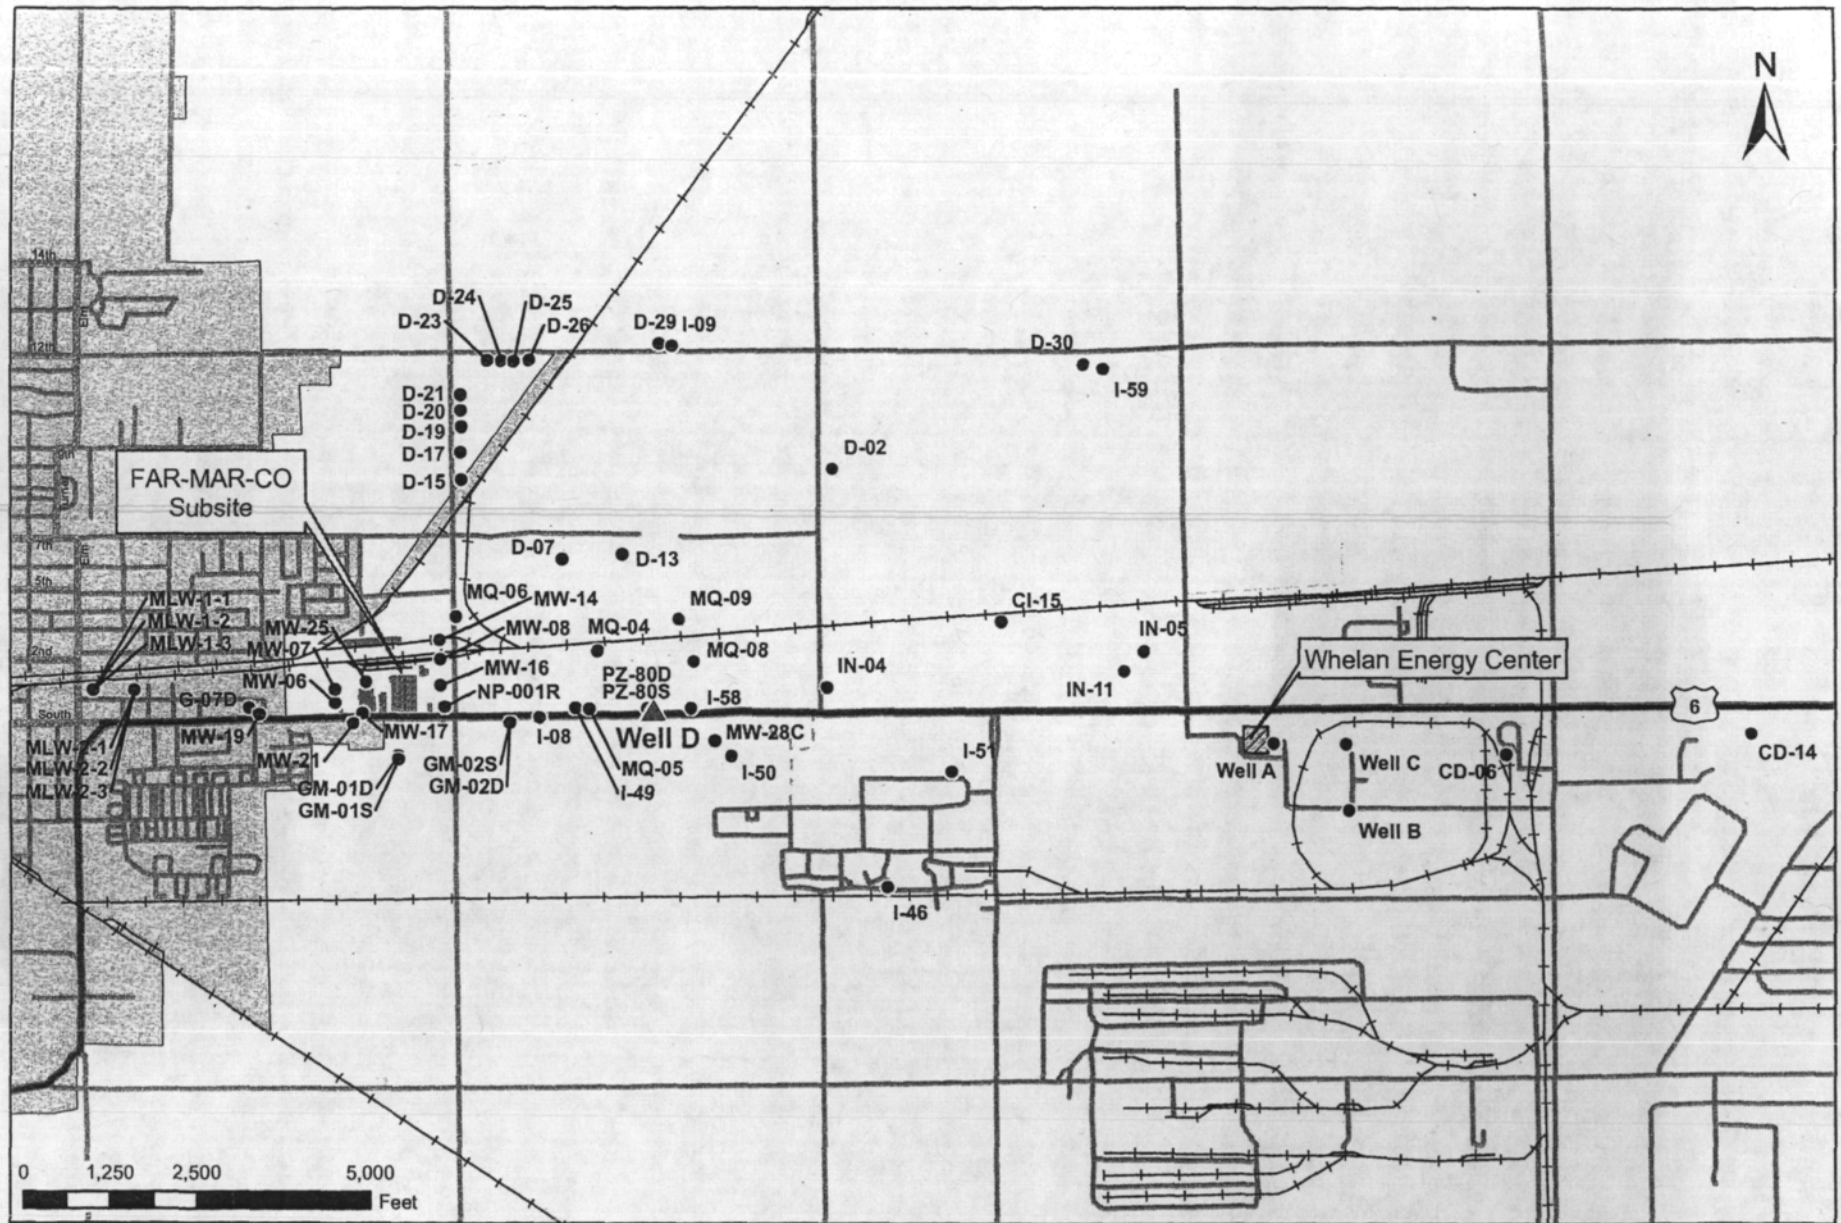 N
14th
Elm
D-24
D-25
D-23
D-26
D-29 I-09
12th
D-30
I-59
D-21
D-20
D-19
D-17
D-15
D-02
9th
FAR-MAR-CO
Subsite
7th
Elm
D-07
D-13
5th
MQ-06
MW-14
MQ-09
CI-15
MLW-1-1
MLW-1-2
MLW-1-3
MW-25
MW-08
MQ-04
IN-05
2nd
MW-07
MW-16
MQ-08
Whelan Energy Center
MW-06
PZ-80D
PZ-80S
IN-04
IN-11
G-07D
NP-001R
I-58
South
6
MW-19
MW-17
I-08
Well D
MW-28C
I-51
CD-14
MLW-2-1
MLW-2-2
MLW-2-3
MW-21
GM-02S
GM-02D
MQ-05
I-50
Well A
Well C
CD-06
GM-01D
GM-01S
I-49
Well B
I-46
0 1,250 2,500 5,000
Feet